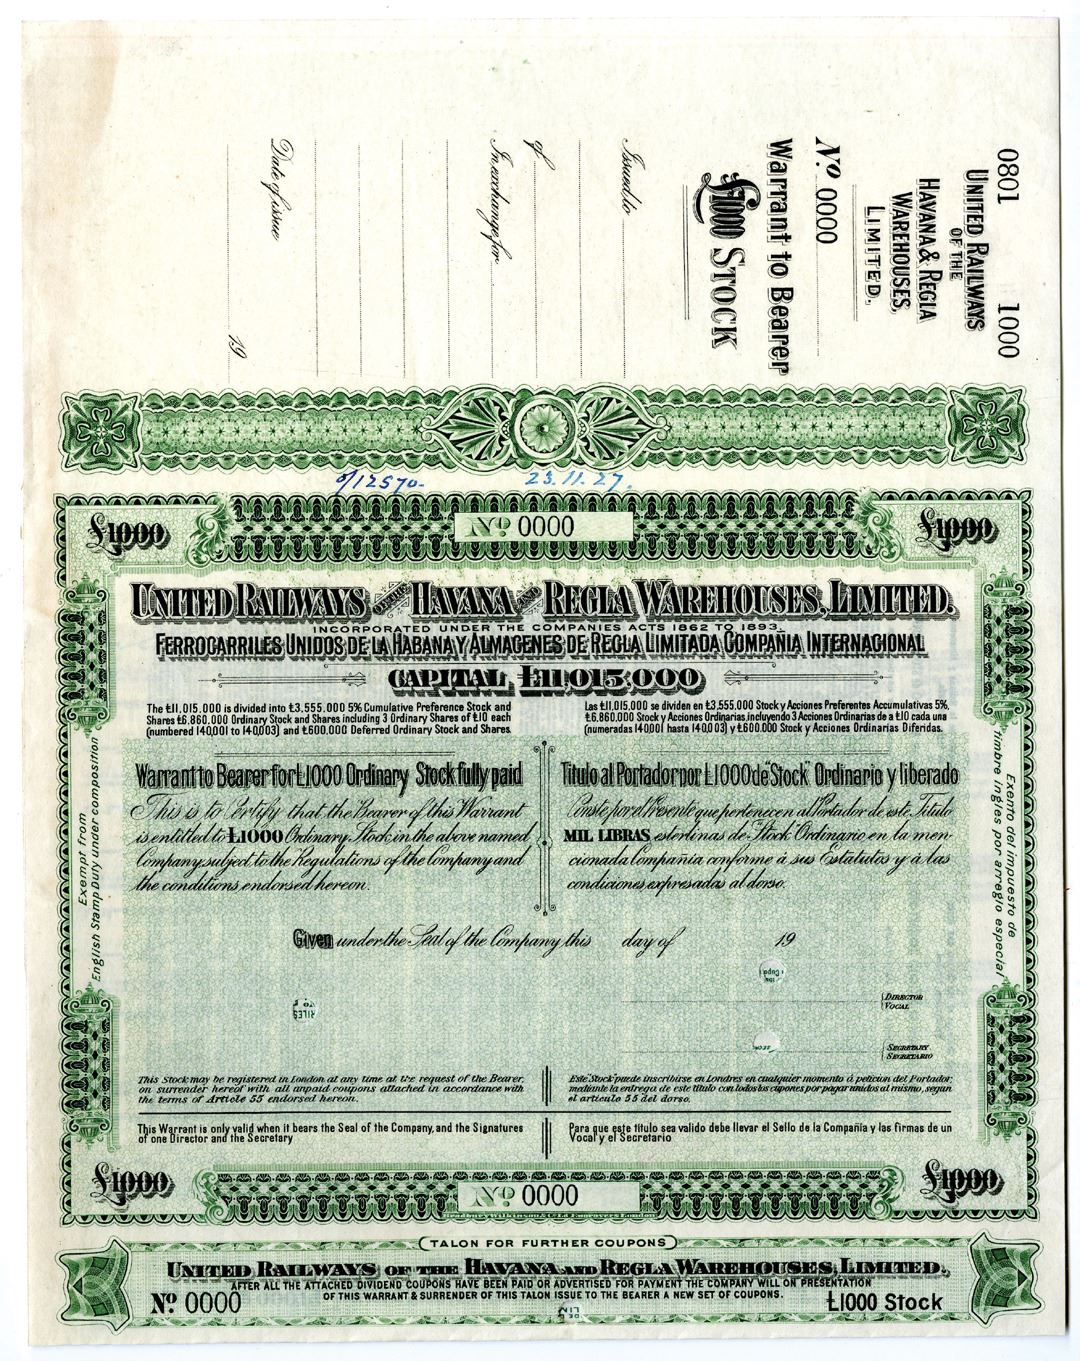 0801 1000
UNITED RAILWAYS
OF THE
HAVANA & REGLA
WAREHOUSES,
LIMITED.
No. 0000
Warrant to Bearer
£1000 STOCK
Issued to
of
In exchange for
Date of issue 19
0/12570- 23.11.27.
£1000 No 0000 £1000
UNITED RAILWAYS OF THE HAVANA AND REGLA WAREHOUSES, LIMITED.
INCORPORATED UNDER THE COMPANIES ACTS 1862 TO 1893.
FERROCARRILES UNIDOS DE LA HABANA Y ALMACENES DE REGLA LIMITADA COMPAÑIA INTERNACIONAL
CAPITAL £11,015,000
The £11,015,000 is divided into £3,555,000 5% Cumulative Preference Stock and
Shares £6,860,000 Ordinary Stock and Shares including 3 Ordinary Shares of £10 each
(numbered 140,001 to 140,003) and £600,000 Deferred Ordinary Stock and Shares.
Las £11,015,000 se dividen en £3,555,000 Stock y Acciones Preferentes Accumulativas 5%,
£6,860,000 Stock y Acciones Ordinarias, incluyendo 3 Acciones Ordinarias de a £10 cada una
(numeradas 140,001 hasta 140,003) y £600,000 Stock y Acciones Ordinarias Diferidas.
Warrant to Bearer for £1000 Ordinary Stock fully paid
This is to Certify that the Bearer of this Warrant
is entitled to £1000 Ordinary Stock in the above named
Company, subject to the Regulations of the Company and
the conditions endorsed hereon.
Titulo al Portador por £1000 de "Stock" Ordinario y liberado
Conste por el Presente que pertenecen al Portador de este Titulo
MIL LIBRAS esterlinas de Stock Ordinario en la men-
cionada Compañia conforme á sus Estatutos y á las
condiciones expresadas al dorso.
Exempt from
English Stamp Duty under composition
Exento del impuesto de
timbre inglés por arreglo especial
Given under the Seal of the Company this day of 19
DIRECTOR
VOCAL
SECRETARY
SECRETARIO
This Stock may be registered in London at any time at the request of the Bearer,
on surrender hereof with all unpaid coupons attached in accordance with
the terms of Article 55 endorsed hereon.
Este "Stock" puede inscribirse en Londres en cualquier momento á peticion del Portador,
mediante la entrega de este titulo con todos los cupones por pagar unidos al mismo, segun
el articulo 55 del dorso.
This Warrant is only valid when it bears the Seal of the Company, and the Signatures
of one Director and the Secretary
Para que este titulo sea valido debe llevar el Sello de la Compañia y las firmas de un
Vocal y el Secretario
£1000 No 0000 £1000
Bradbury Wilkinson & Co Ld Engravers London
TALON FOR FURTHER COUPONS
UNITED RAILWAYS OF THE HAVANA AND REGLA WAREHOUSES, LIMITED.
AFTER ALL THE ATTACHED DIVIDEND COUPONS HAVE BEEN PAID OR ADVERTISED FOR PAYMENT THE COMPANY WILL ON PRESENTATION
OF THIS WARRANT & SURRENDER OF THIS TALON ISSUE TO THE BEARER A NEW SET OF COUPONS.
No 0000 £1000 Stock